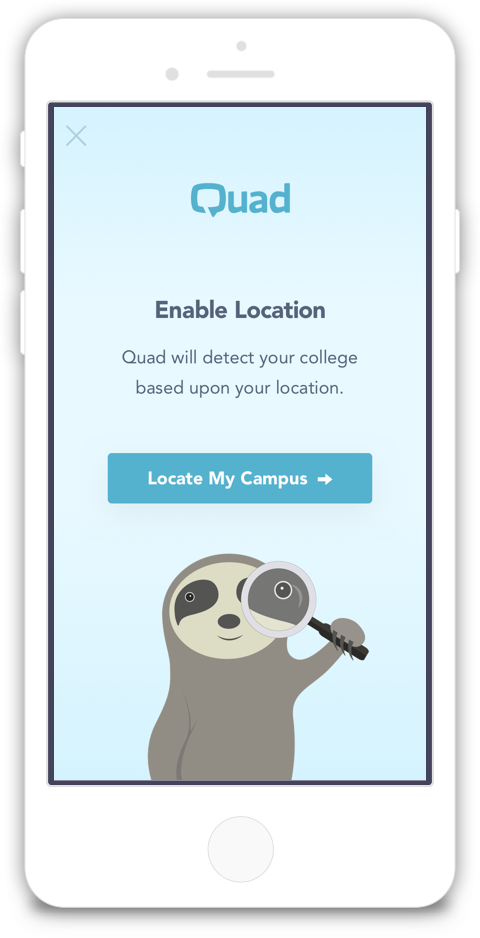 Quad
Enable Location
Quad will detect your college
based upon your location.
Locate My Campus